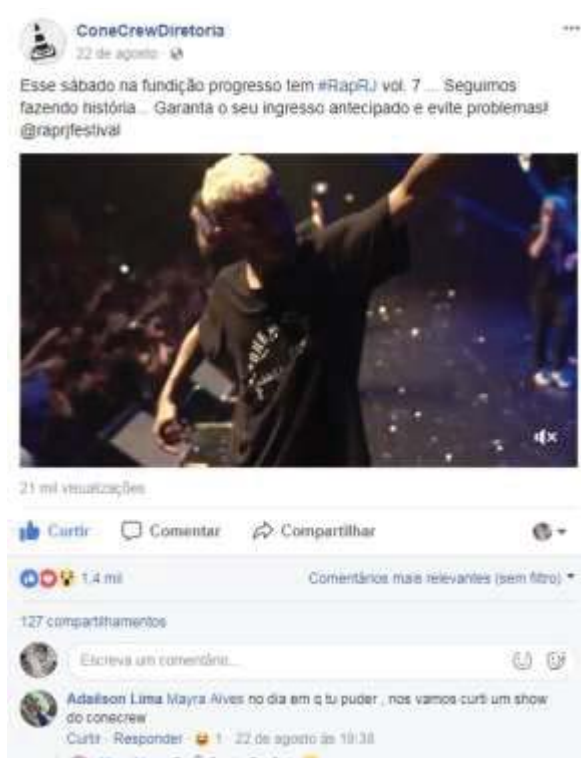 ConeCrewDiretoria
22 de agosto
Esse sábado na fundição progresso tem #RapRJ vol. 7 ... Seguimos
fazendo história... Garanta o seu ingresso antecipado e evite problemas!
@raprjfestival
21 mil visualizações
Curtir Comentar Compartilhar
1,4 mil Comentários mais relevantes (sem filtro)
127 compartilhamentos
Escreva um comentário...
Adailson Lima Mayra Alves no dia em q tu puder , nos vamos curti um show
do conecrew
Curtir · Responder · 1 · 22 de agosto às 19:38